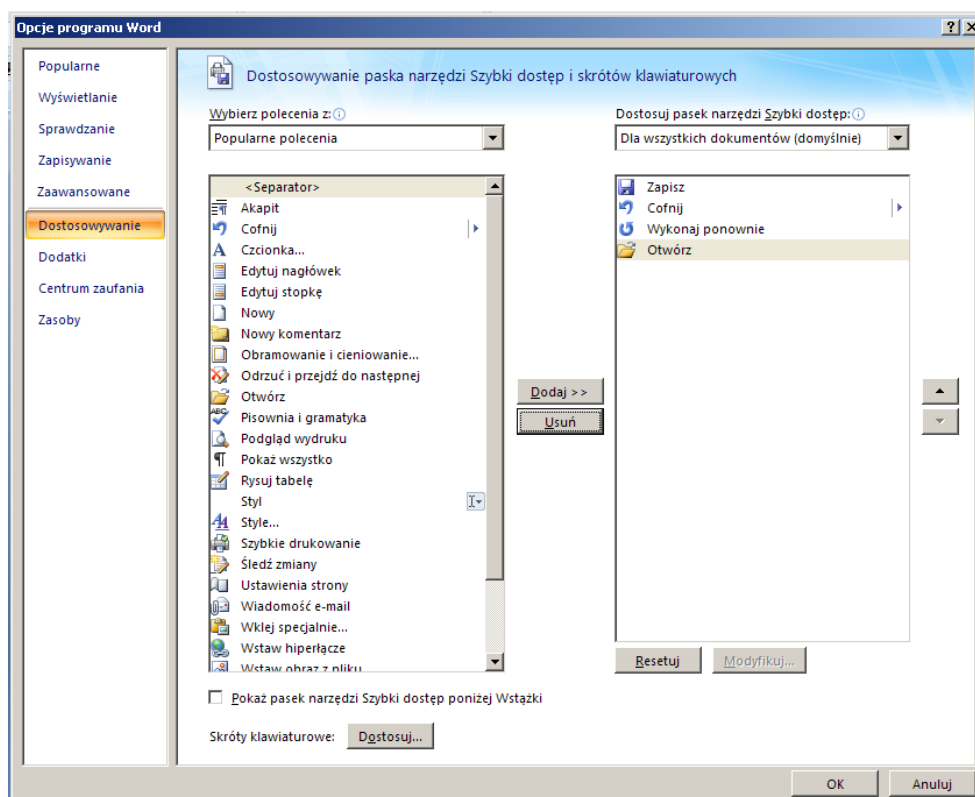 Opcje programu Word
Popularne
Wyświetlanie
Sprawdzanie
Zapisywanie
Zaawansowane
Dostosowywanie
Dodatki
Centrum zaufania
Zasoby
Dostosowywanie paska narzędzi Szybki dostęp i skrótów klawiaturowych
Wybierz polecenia z:
Popularne polecenia
<Separator>
Akapit
Cofnij
Czcionka...
Edytuj nagłówek
Edytuj stopkę
Nowy
Nowy komentarz
Obramowanie i cieniowanie...
Odrzuć i przejdź do następnej
Otwórz
Pisownia i gramatyka
Podgląd wydruku
Pokaż wszystko
Rysuj tabelę
Styl
Style...
Szybkie drukowanie
Śledź zmiany
Ustawienia strony
Wiadomość e-mail
Wklej specjalnie...
Wstaw hiperłącze
Wstaw obraz z pliku
Dodaj >>
Usuń
Dostosuj pasek narzędzi Szybki dostęp:
Dla wszystkich dokumentów (domyślnie)
Zapisz
Cofnij
Wykonaj ponownie
Otwórz
Resetuj
Modyfikuj...
Pokaż pasek narzędzi Szybki dostęp poniżej Wstążki
Skróty klawiaturowe: Dostosuj...
OK
Anuluj